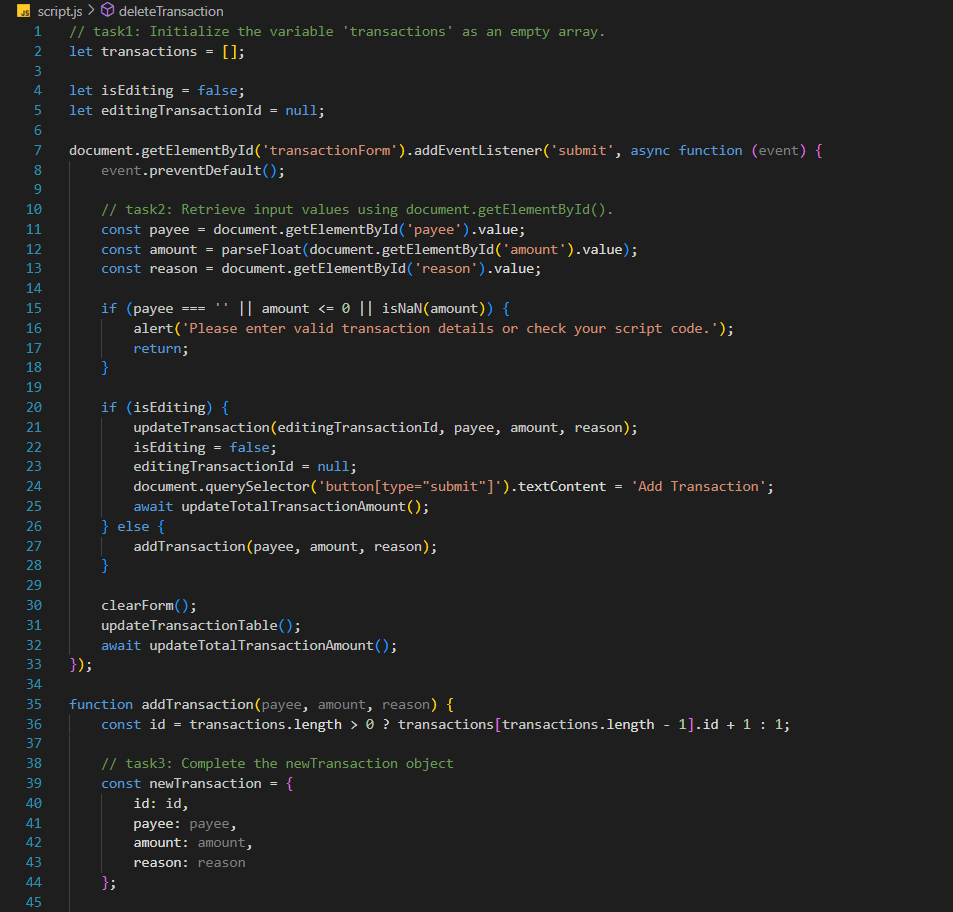 JS script.js > deleteTransaction
1 // task1: Initialize the variable 'transactions' as an empty array.
2 let transactions = [];
3
4 let isEditing = false;
5 let editingTransactionId = null;
6
7 document.getElementById('transactionForm').addEventListener('submit', async function (event) {
8     event.preventDefault();
9
10     // task2: Retrieve input values using document.getElementById().
11     const payee = document.getElementById('payee').value;
12     const amount = parseFloat(document.getElementById('amount').value);
13     const reason = document.getElementById('reason').value;
14
15     if (payee === '' || amount <= 0 || isNaN(amount)) {
16         alert('Please enter valid transaction details or check your script code.');
17         return;
18     }
19
20     if (isEditing) {
21         updateTransaction(editingTransactionId, payee, amount, reason);
22         isEditing = false;
23         editingTransactionId = null;
24         document.querySelector('button[type="submit"]').textContent = 'Add Transaction';
25         await updateTotalTransactionAmount();
26     } else {
27         addTransaction(payee, amount, reason);
28     }
29
30     clearForm();
31     updateTransactionTable();
32     await updateTotalTransactionAmount();
33 });
34
35 function addTransaction(payee, amount, reason) {
36     const id = transactions.length > 0 ? transactions[transactions.length - 1].id + 1 : 1;
37
38     // task3: Complete the newTransaction object
39     const newTransaction = {
40         id: id,
41         payee: payee,
42         amount: amount,
43         reason: reason
44     };
45